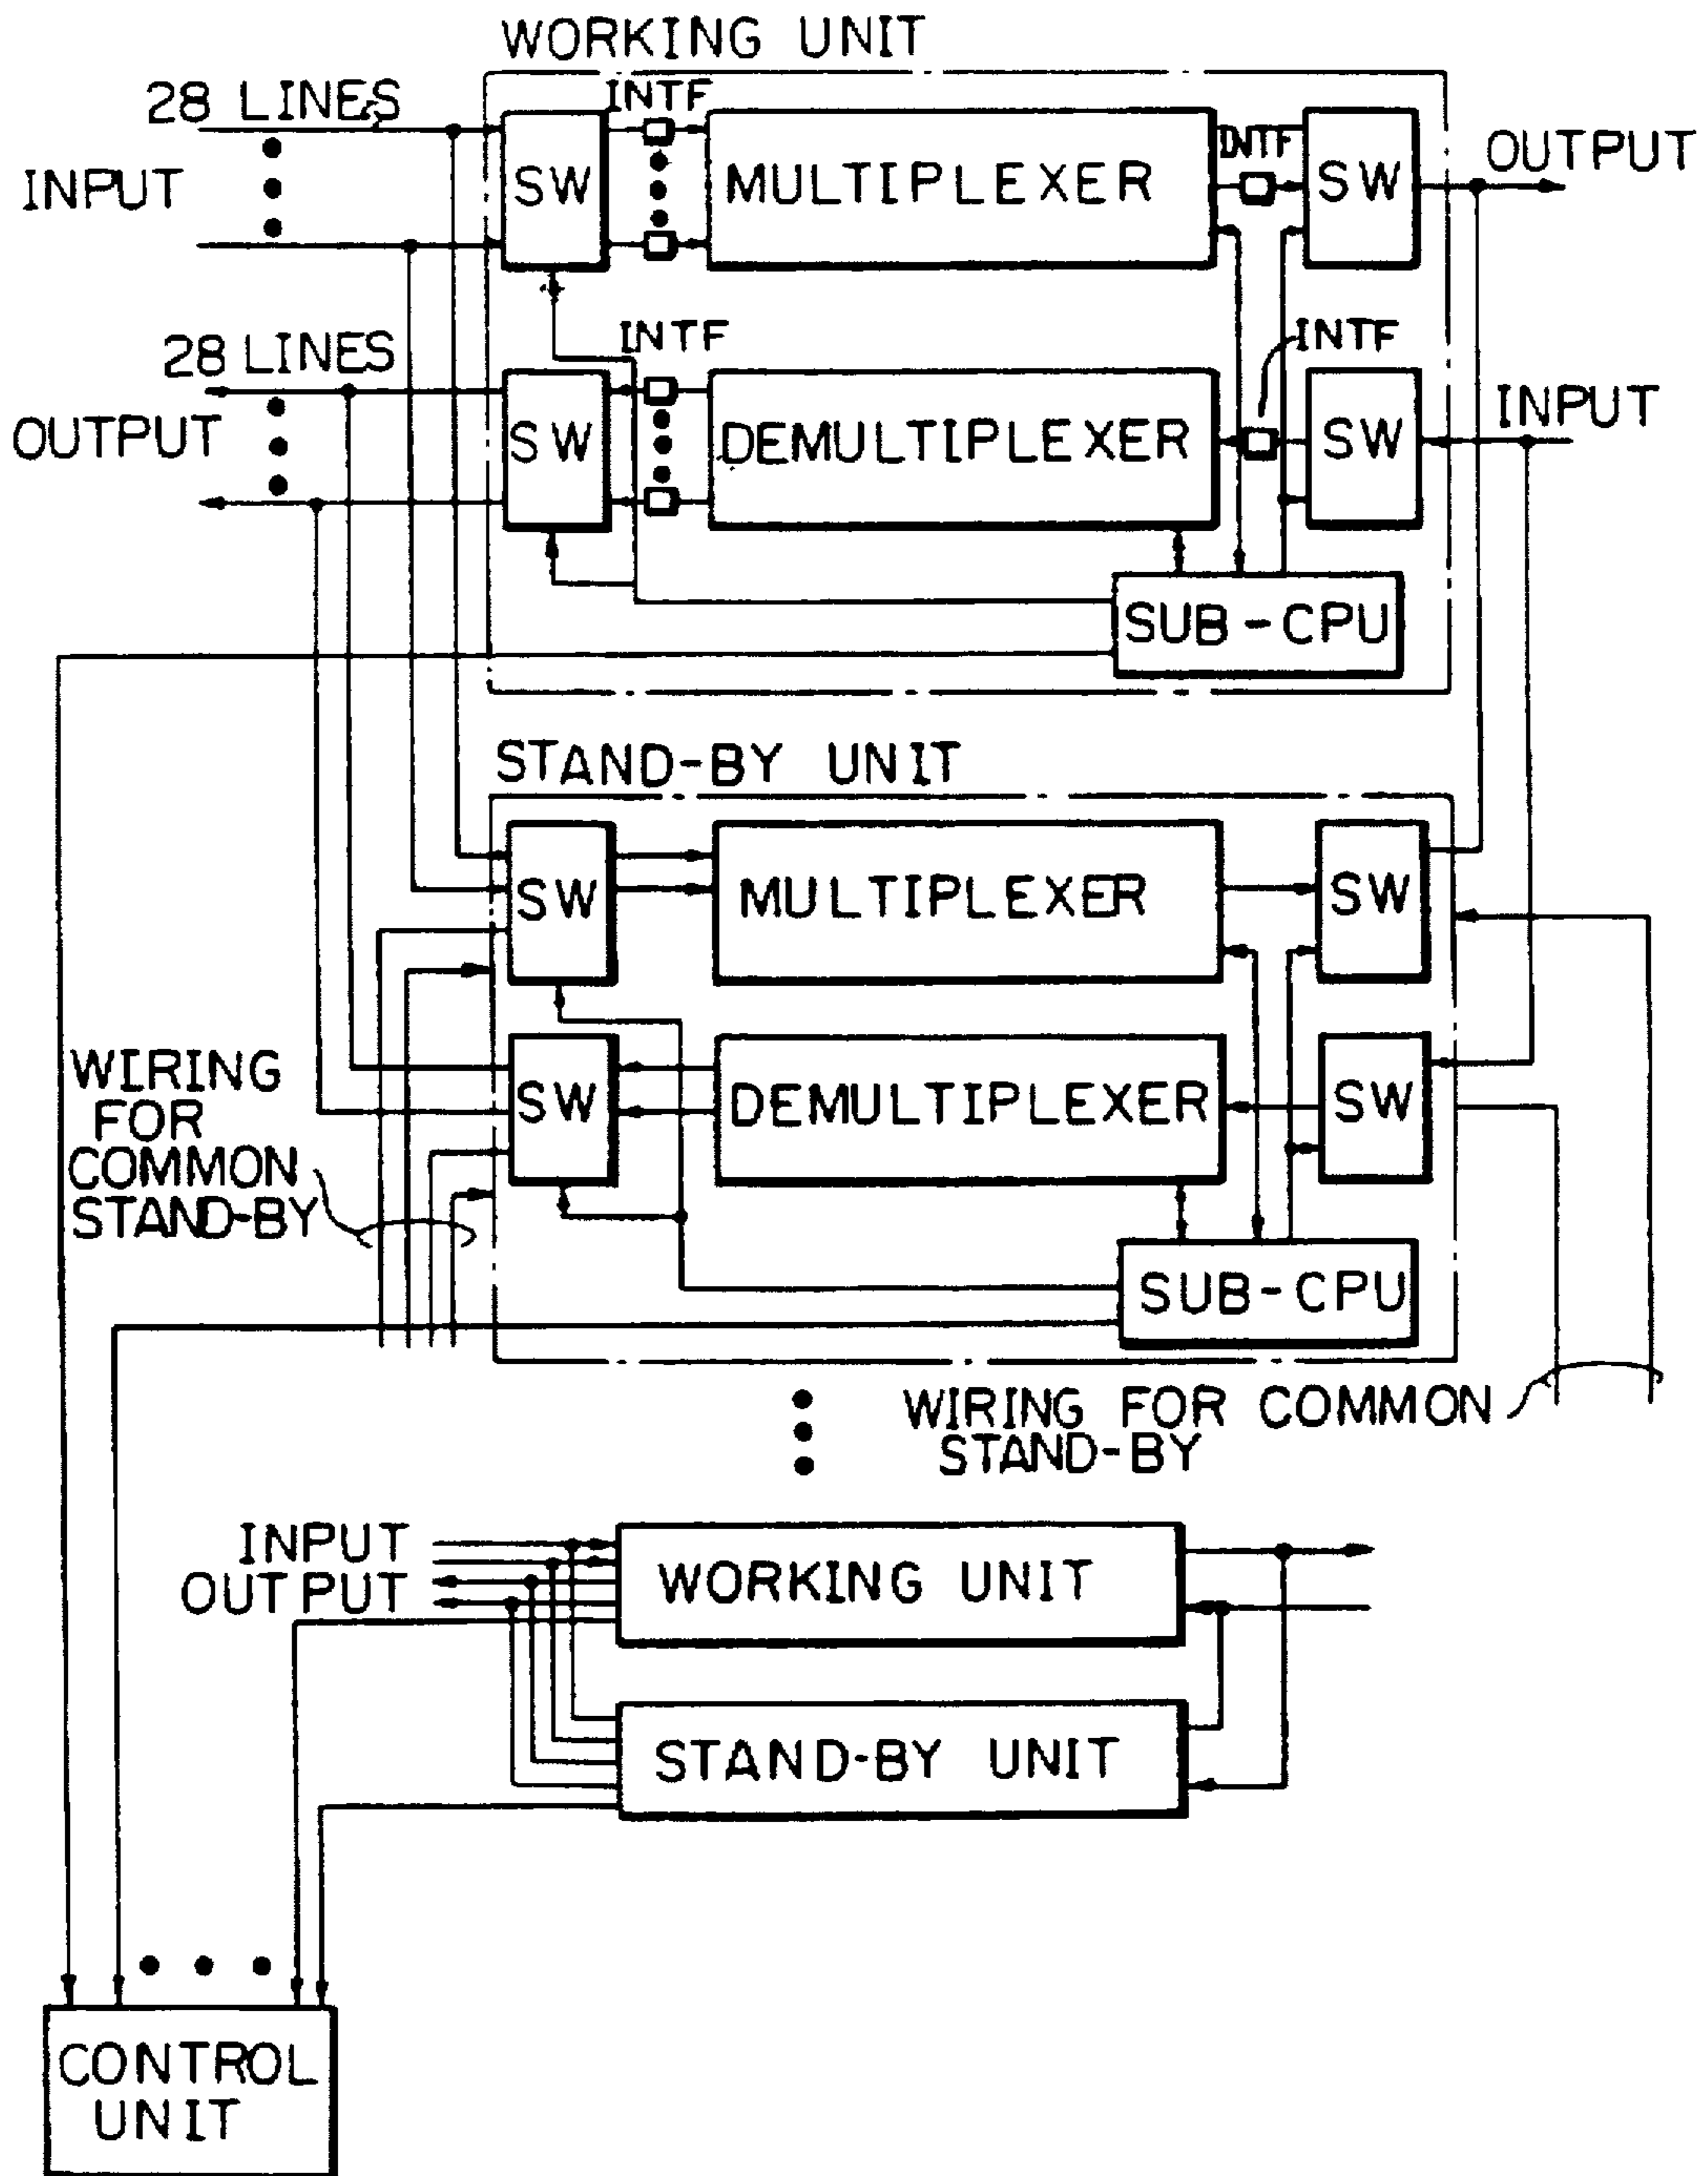 WORKING UNIT
28 LINES
INTF
INPUT
SW
MULTIPLEXER
INTF
SW
OUTPUT
28 LINES
INTF
INTF
OUTPUT
SW
DEMULTIPLEXER
SW
INPUT
SUB-CPU
STAND-BY UNIT
SW
MULTIPLEXER
SW
WIRING
FOR
COMMON
STAND-BY
SW
DEMULTIPLEXER
SW
SUB-CPU
WIRING FOR COMMON
STAND-BY
INPUT
OUTPUT
WORKING UNIT
STAND-BY UNIT
CONTROL
UNIT